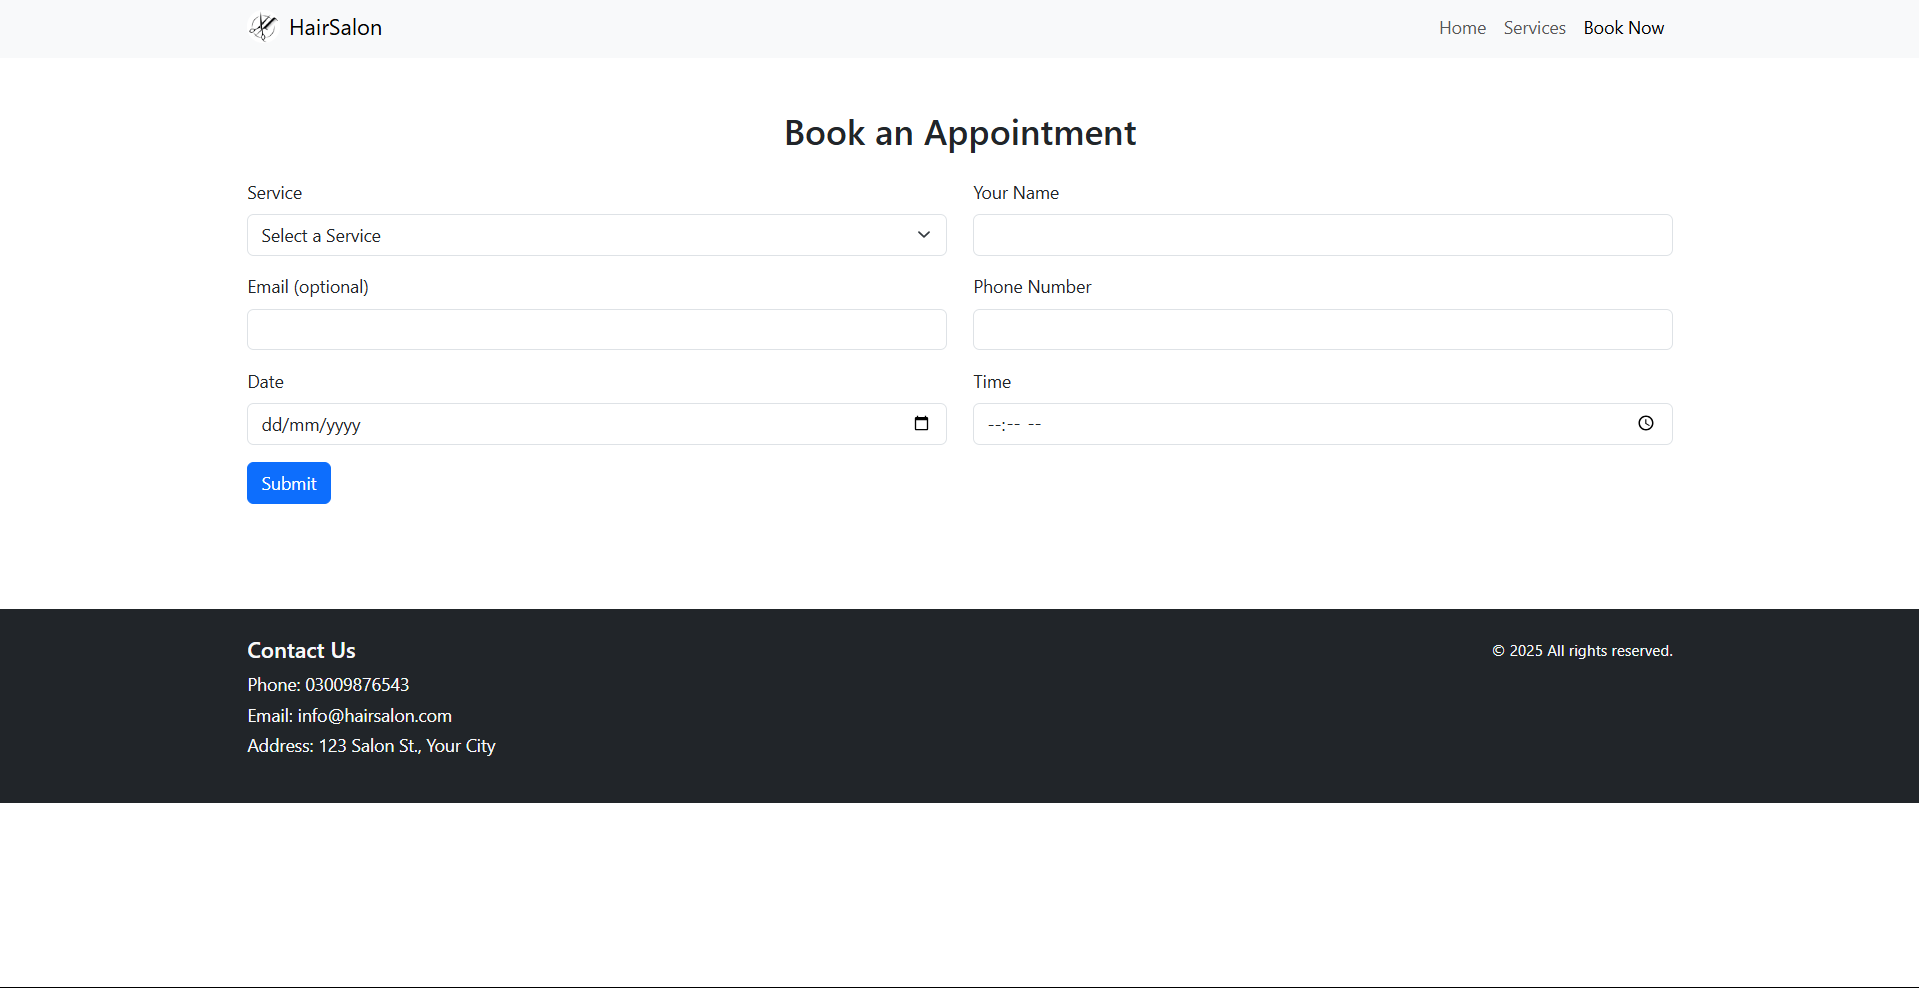 HairSalon
Home Services Book Now
Book an Appointment
Service
Your Name
Select a Service
Email (optional)
Phone Number
Date
Time
dd/mm/yyyy
--:-- --
Submit
Contact Us
© 2025 All rights reserved.
Phone: 03009876543
Email: info@hairsalon.com
Address: 123 Salon St., Your City